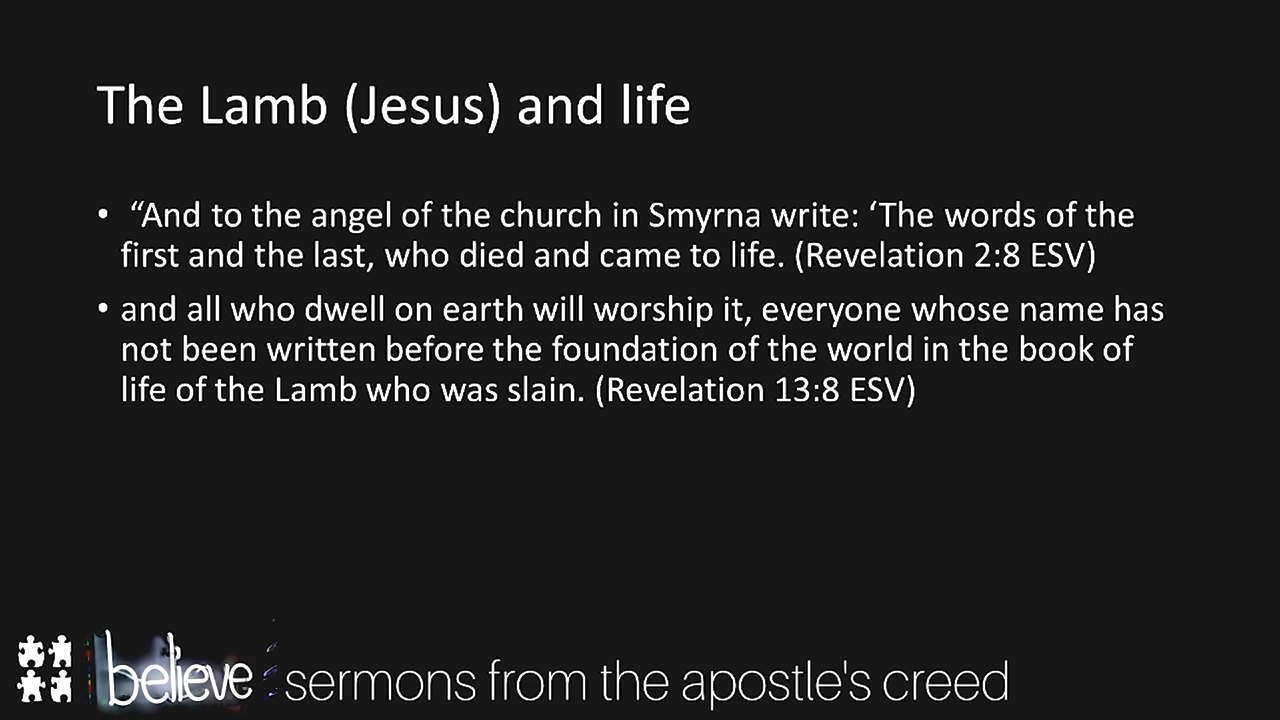 The Lamb (Jesus) and life
• “And to the angel of the church in Smyrna write: ‘The words of the
first and the last, who died and came to life. (Revelation 2:8 ESV)
• and all who dwell on earth will worship it, everyone whose name has
not been written before the foundation of the world in the book of
life of the Lamb who was slain. (Revelation 13:8 ESV)
believe sermons from the apostle's creed